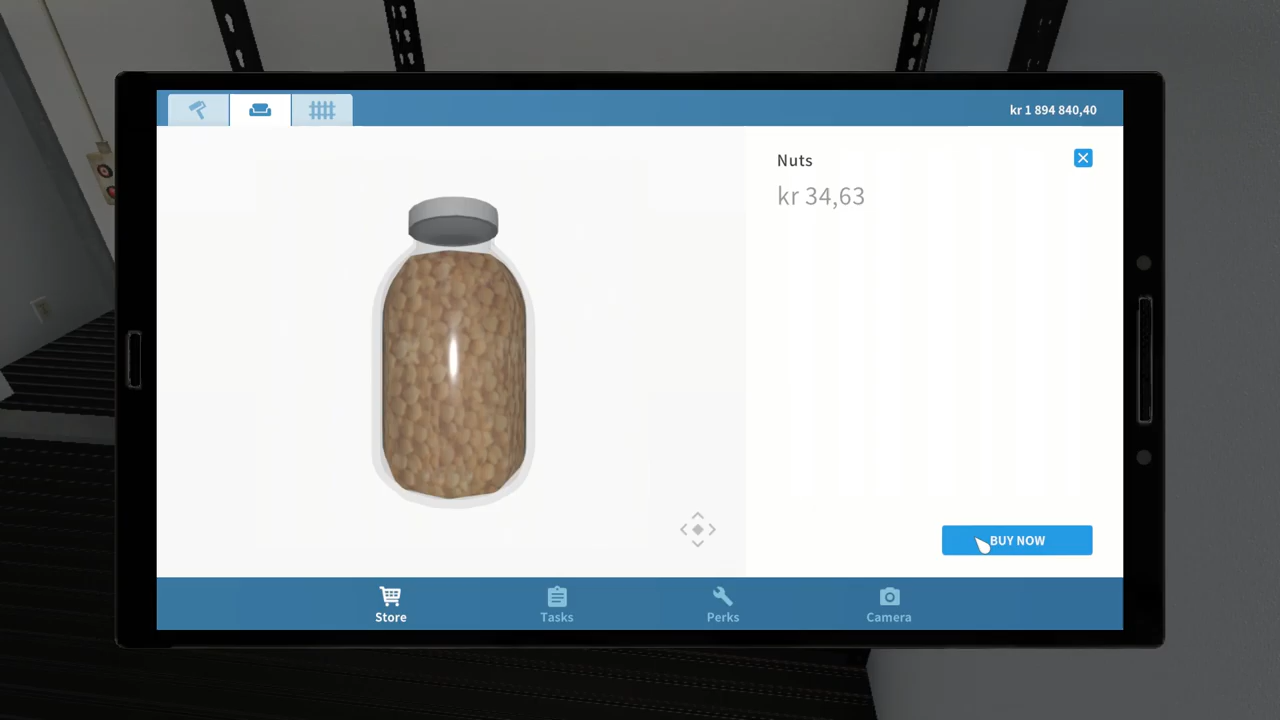 kr 1 894 840,40
Nuts
kr 34,63
BUY NOW
Store
Tasks
Perks
Camera